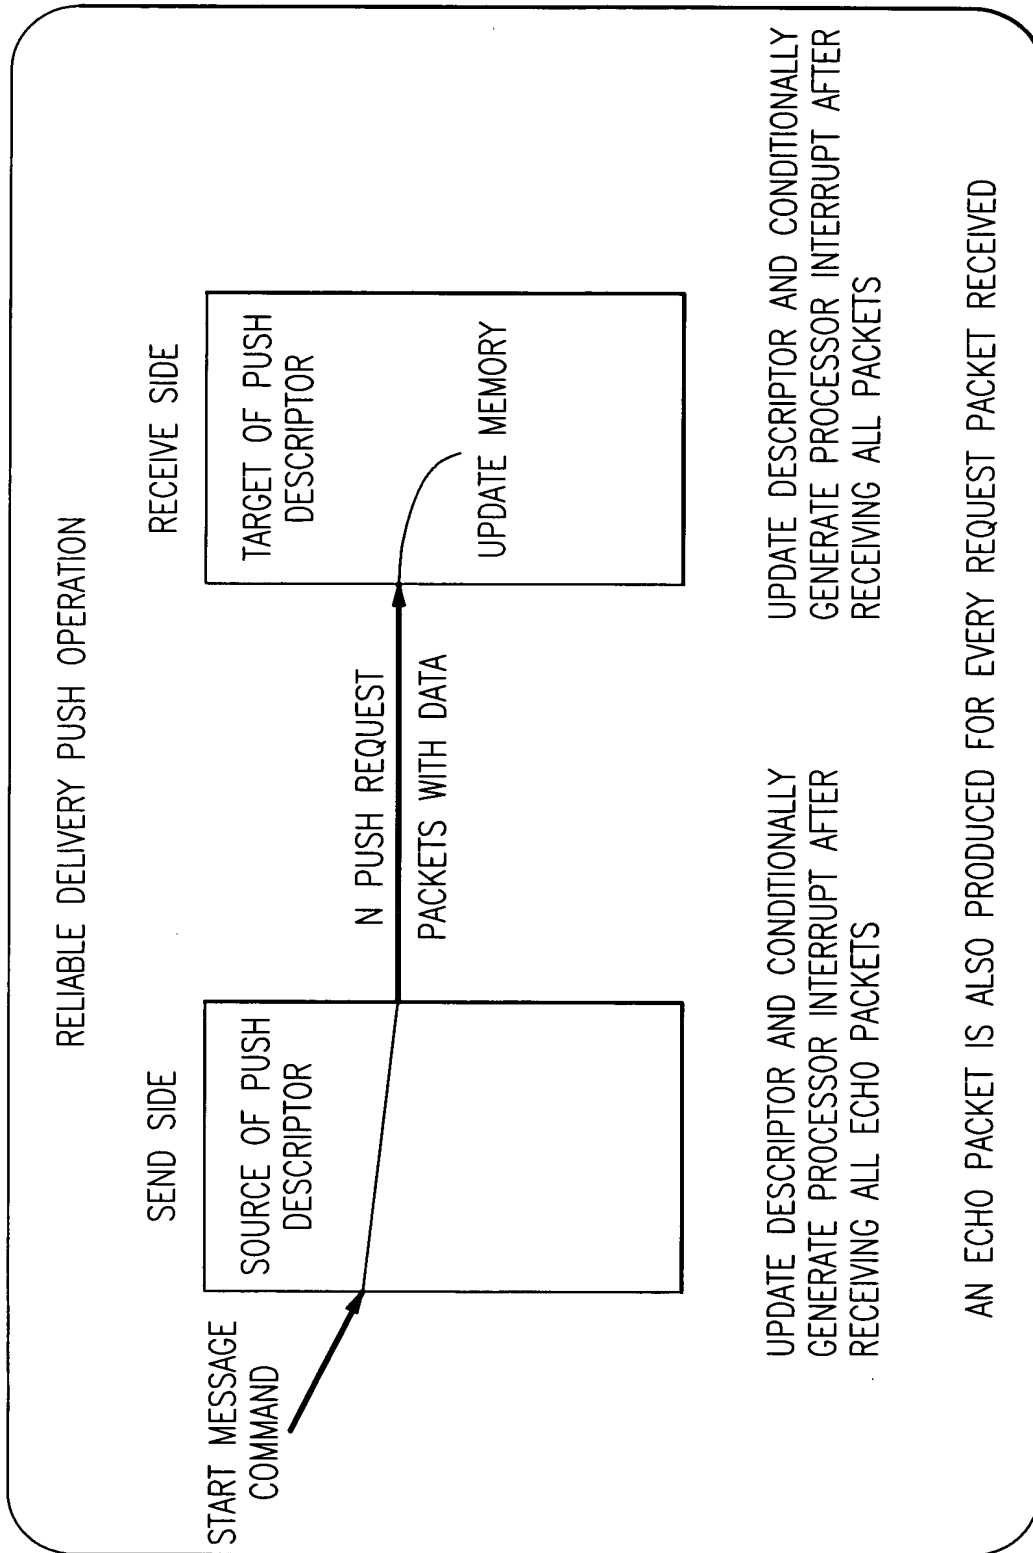 RELIABLE DELIVERY PUSH OPERATION
SEND SIDE
RECEIVE SIDE
START MESSAGE
COMMAND
SOURCE OF PUSH
DESCRIPTOR
N PUSH REQUEST
PACKETS WITH DATA
TARGET OF PUSH
DESCRIPTOR
UPDATE MEMORY
UPDATE DESCRIPTOR AND CONDITIONALLY
GENERATE PROCESSOR INTERRUPT AFTER
RECEIVING ALL ECHO PACKETS
UPDATE DESCRIPTOR AND CONDITIONALLY
GENERATE PROCESSOR INTERRUPT AFTER
RECEIVING ALL PACKETS
AN ECHO PACKET IS ALSO PRODUCED FOR EVERY REQUEST PACKET RECEIVED